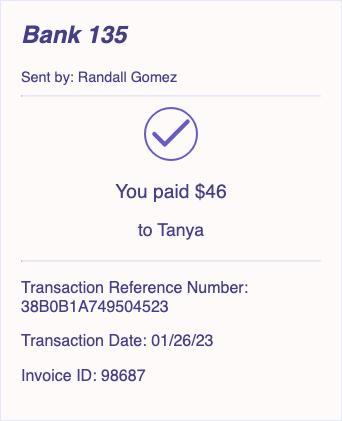 Bank 135
Sent by: Randall Gomez
You paid $46
to Tanya
Transaction Reference Number:
38B0B1A749504523
Transaction Date: 01/26/23
Invoice ID: 98687